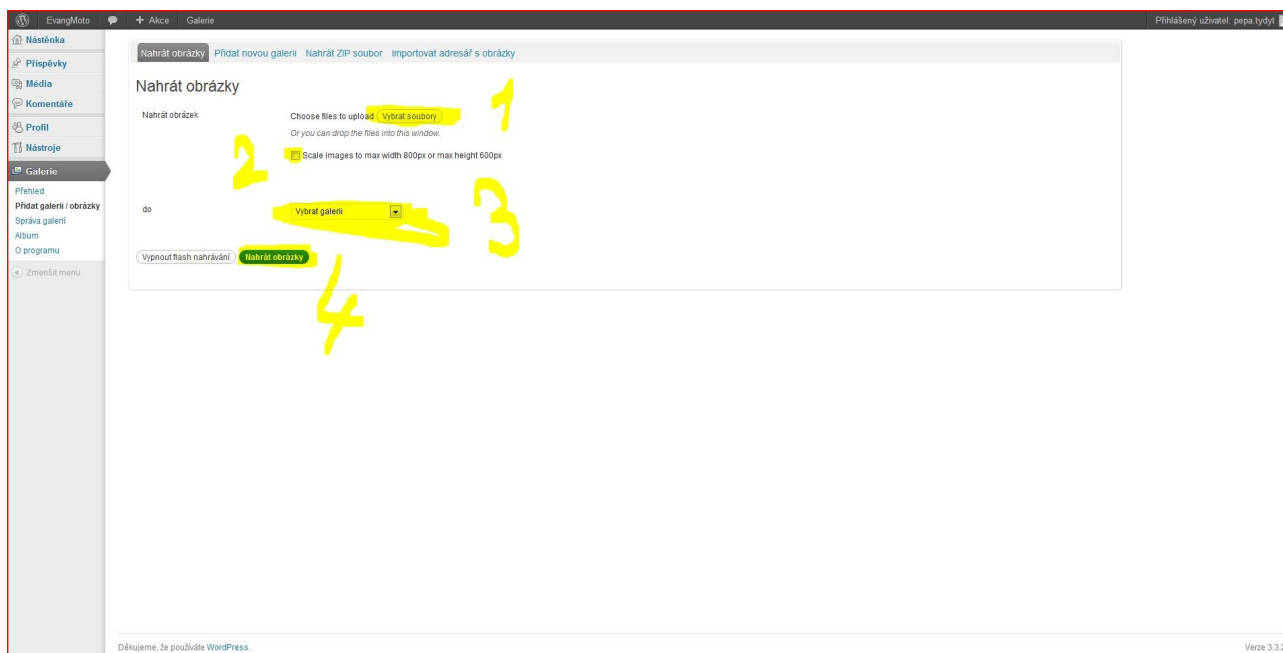 EvangMoto + Akce Galerie Přihlášený uživatel: pepa.tydyt
Nástěnka
Příspěvky
Média
Komentáře
Profil
Nástroje
Galerie
Přehled
Přidat galerii / obrázky
Správa galerií
Album
O programu
Zmenšit menu
Nahrát obrázky Přidat novou galerii Nahrát ZIP soubor Importovat adresář s obrázky
Nahrát obrázky
1
Nahrát obrázek Choose files to upload Vybrat soubory
Or you can drop the files into this window.
2
Scale images to max width 800px or max height 600px
3
do Vybrat galerii
Vypnout flash nahrávání Nahrát obrázky
4
Děkujeme, že používáte WordPress. Verze 3.3.2